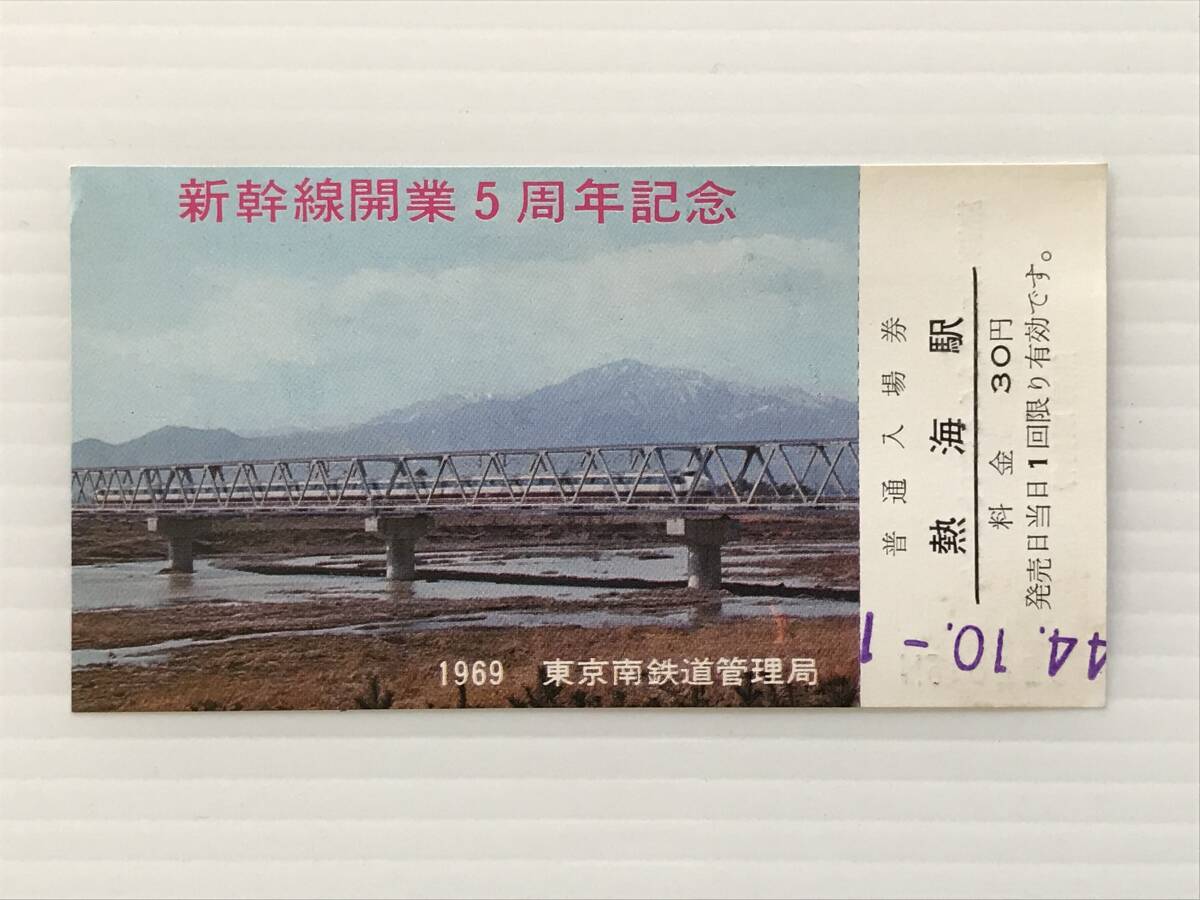 新幹線開業5周年記念
1969 東京南鉄道管理局
普通入場券
熱海駅
料金 30円
発売日当日1回限り有効です。
44.10.-1